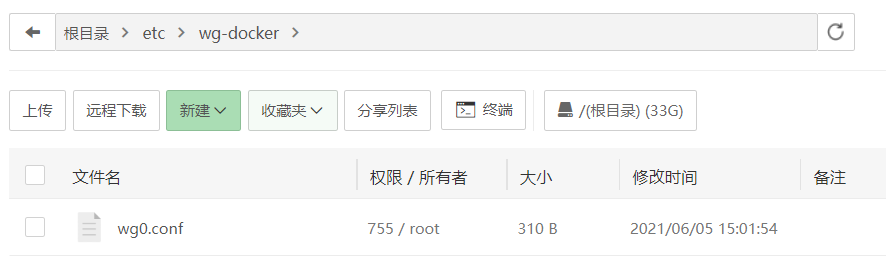 根目录 etc wg-docker
上传 远程下载 新建 收藏夹 分享列表 终端 /(根目录) (33G)
文件名 权限 / 所有者 大小 修改时间 备注
wg0.conf 755 / root 310 B 2021/06/05 15:01:54